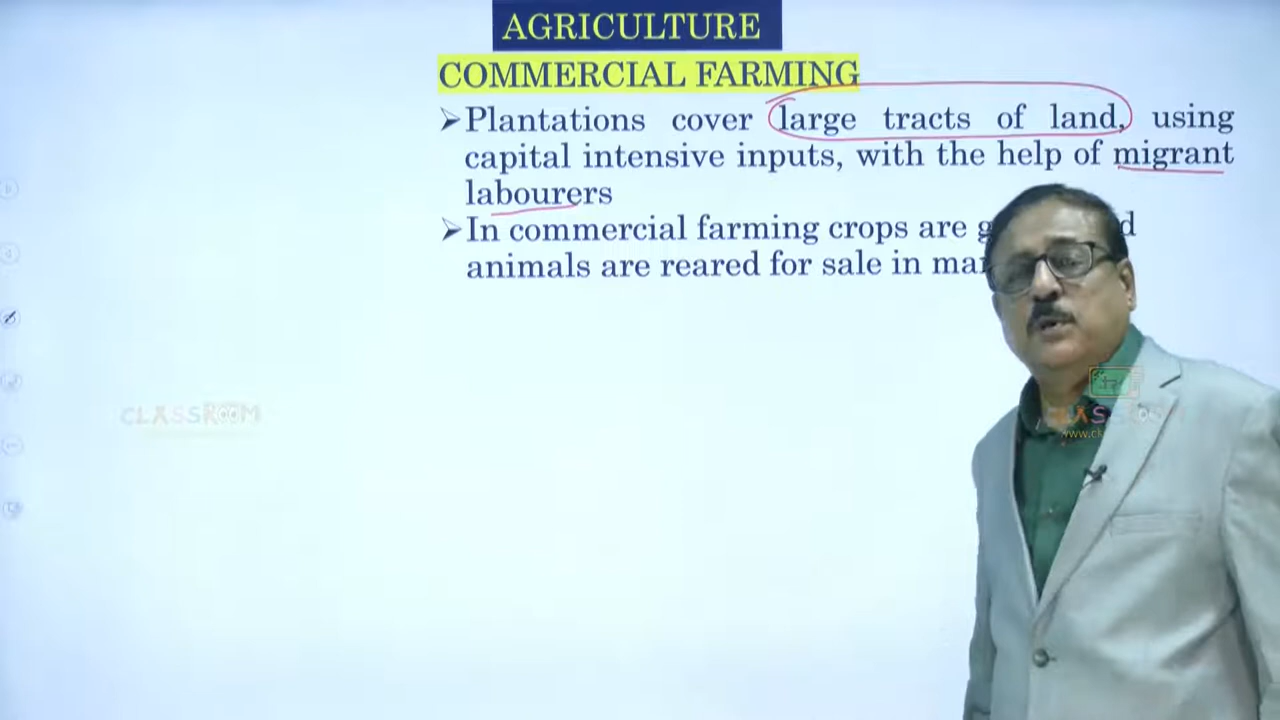 AGRICULTURE
COMMERCIAL FARMING
➢Plantations cover large tracts of land, using
capital intensive inputs, with the help of migrant
labourers
➢In commercial farming crops are
animals are reared for sale in
CLASSROOM